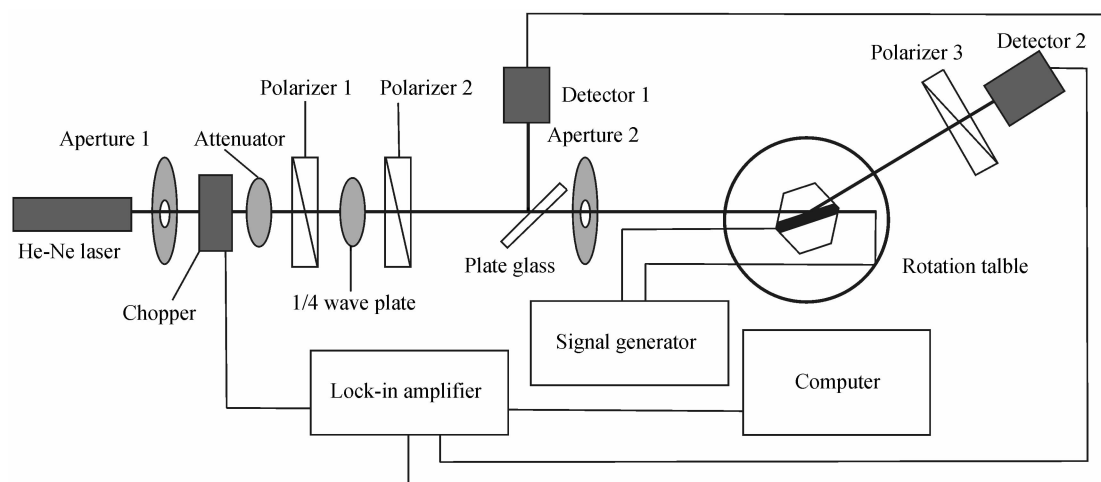 Detector 2
Polarizer 3
Polarizer 1
Polarizer 2
Detector 1
Aperture 1
Attenuator
Aperture 2
He-Ne laser
Plate glass
Rotation talble
Chopper
1/4 wave plate
Signal generator
Computer
Lock-in amplifier